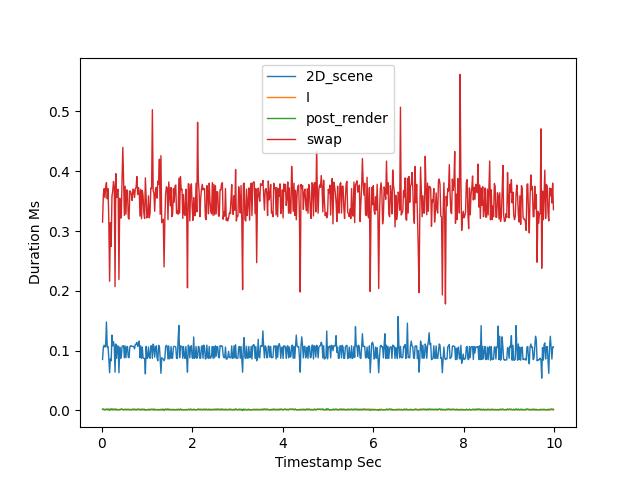 2D_scene
I
post_render
swap
0.5
0.4
0.3
0.2
0.1
0.0
Duration Ms
0 2 4 6 8 10
Timestamp Sec